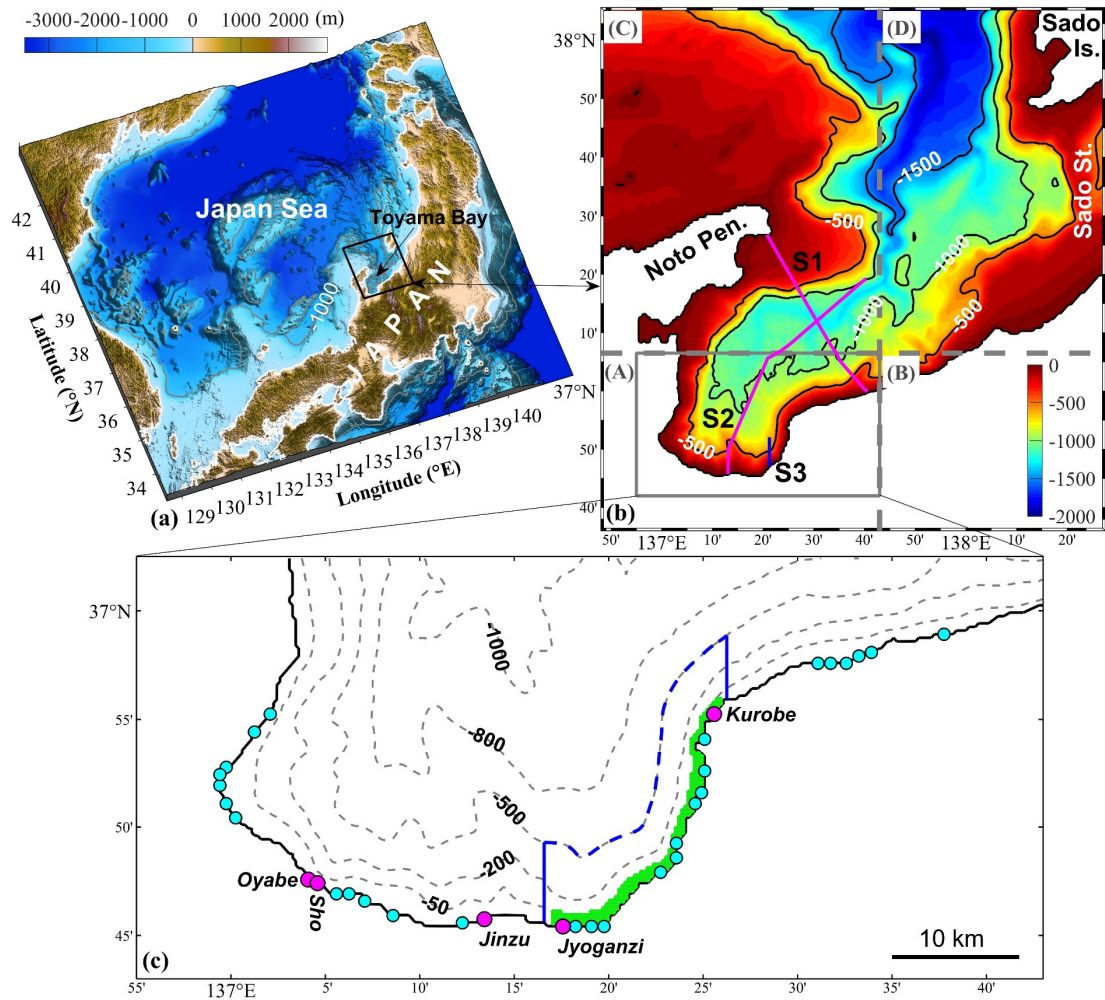 -3000 -2000 -1000 0 1000 2000 (m)
Japan Sea
Toyama Bay
-1000
JAPAN
42
41
40
39
38
37
36
35
34
Latitude (°N)
129 130 131 132 133 134 135 136 137 138 139 140
Longitude (°E)
(a)
(C)
(D)
Sado
Is.
38°N
50'
40'
30'
20'
10'
37°N
50'
40'
-1500
-500
Sado St.
Noto Pen.
S1
-1000
-500
-1000
(A)
(B)
S2
-500
S3
0
-500
-1000
-1500
-2000
(b)
50' 137°E 10' 20' 30' 40' 50' 138°E 10' 20'
37°N
55'
50'
45'
-1000
-800
-500
-200
-50
Kurobe
Oyabe
Sho
Jinzu
Jyoganzi
10 km
(c)
55' 137°E 5' 10' 15' 20' 25' 30' 35' 40'